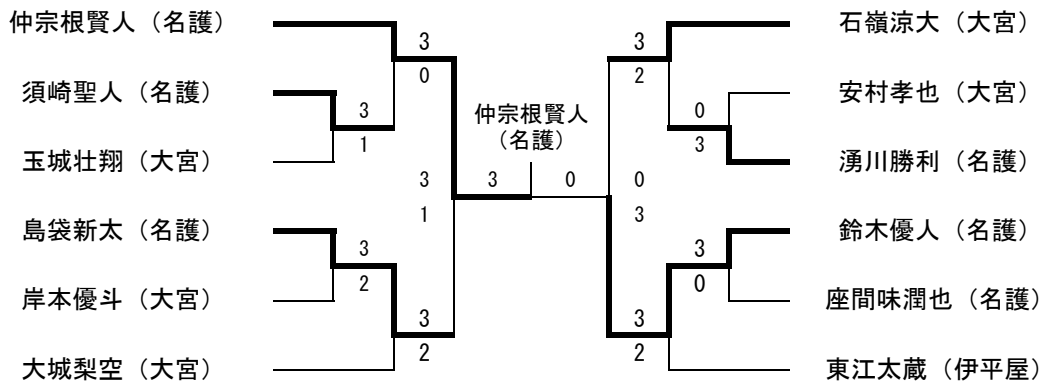 仲宗根賢人（名護）
須崎聖人（名護）
玉城壮翔（大宮）
島袋新太（名護）
岸本優斗（大宮）
大城梨空（大宮）
3
0
3
1
3
1
3
2
3
2
仲宗根賢人
（名護）
3 0
3
2
0
3
0
3
3
0
3
2
石嶺涼大（大宮）
安村孝也（大宮）
湧川勝利（名護）
鈴木優人（名護）
座間味潤也（名護）
東江太蔵（伊平屋）